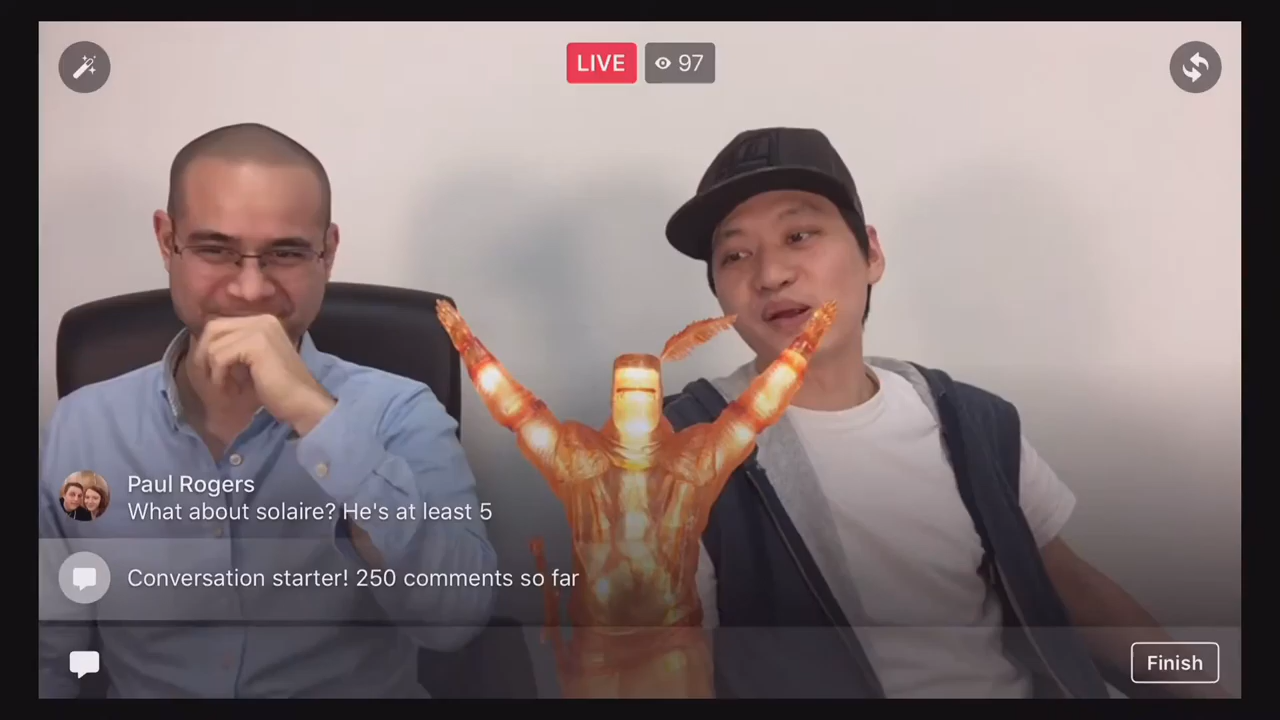 LIVE
97
Paul Rogers
What about solaire? He's at least 5
Conversation starter! 250 comments so far
Finish